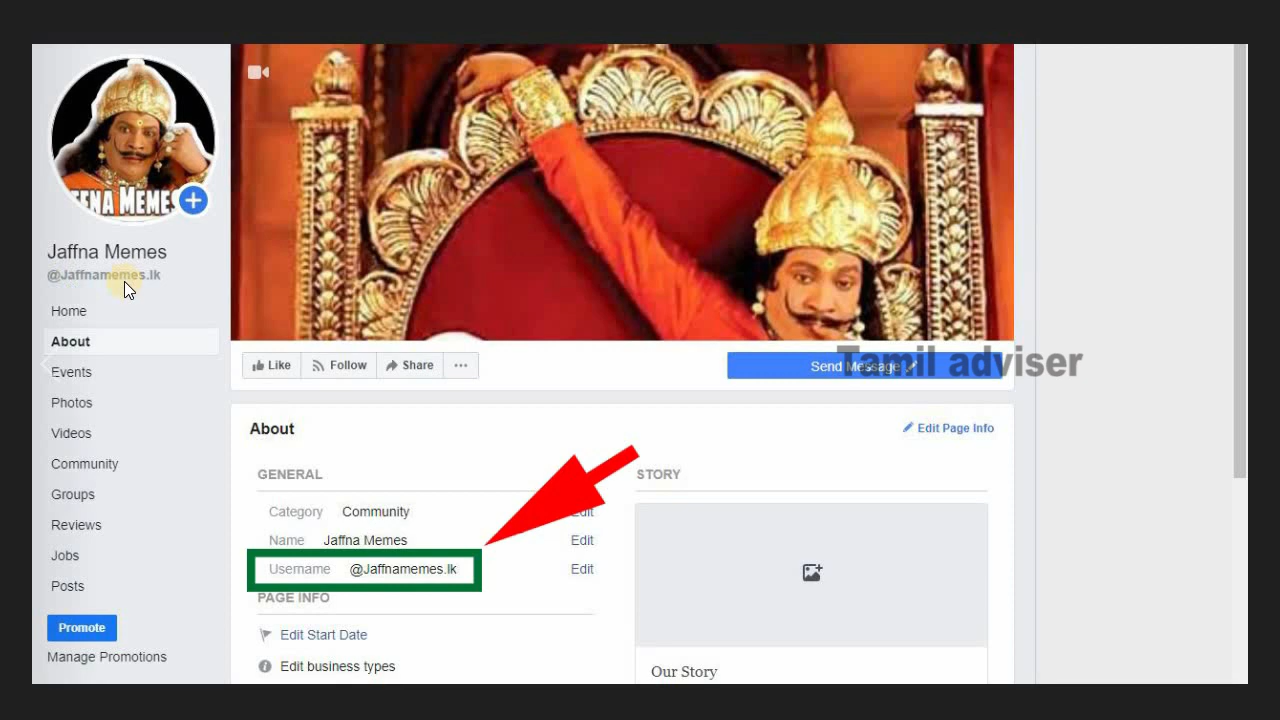 ENA MEMES
Jaffna Memes
@Jaffnamemes.lk
Home
About
Events
Photos
Videos
Community
Groups
Reviews
Jobs
Posts
Promote
Manage Promotions
Like
Follow
Share
Send Message
Tamil adviser
About
Edit Page Info
GENERAL
Category Community Edit
Name Jaffna Memes Edit
Username @Jaffnamemes.lk Edit
PAGE INFO
Edit Start Date
Edit business types
STORY
Our Story